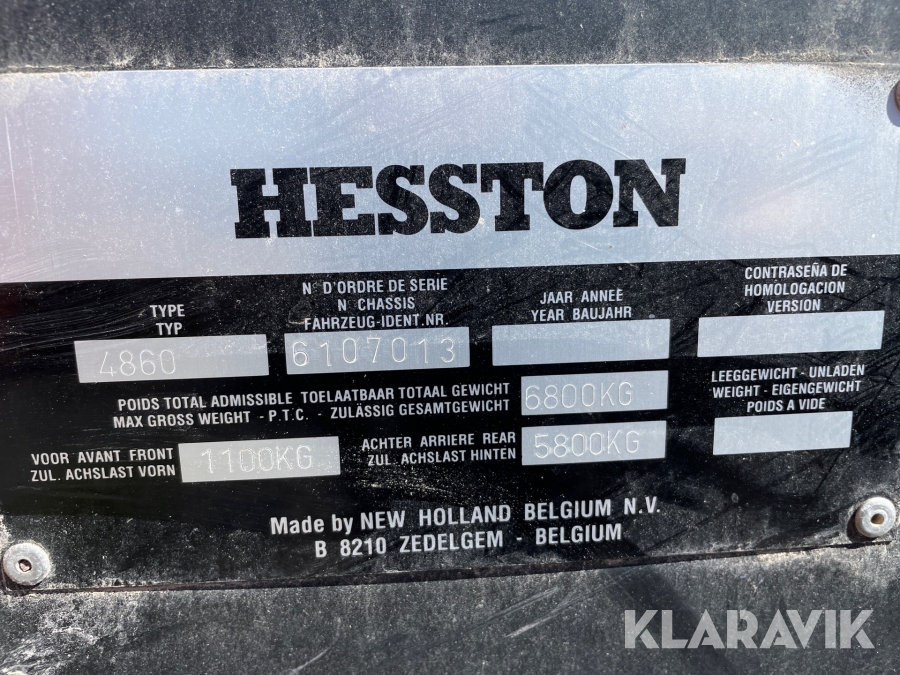 HESSTON
TYPE
TYP
4860
N° D'ORDRE DE SERIE
N° CHASSIS
FAHRZEUG-IDENT.NR.
6107013
JAAR ANNEE
YEAR BAUJAHR
CONTRASEÑA DE
HOMOLOGACION
VERSION
POIDS TOTAL ADMISSIBLE TOELAATBAAR TOTAAL GEWICHT
MAX GROSS WEIGHT - P.T.C. - ZULÄSSIG GESAMTGEWICHT
6800KG
LEEGGEWICHT - UNLADEN
WEIGHT - EIGENGEWICHT
POIDS A VIDE
VOOR AVANT FRONT
ZUL. ACHSLAST VORN
1100KG
ACHTER ARRIERE REAR
ZUL. ACHSLAST HINTEN
5800KG
Made by NEW HOLLAND BELGIUM N.V.
B 8210 ZEDELGEM - BELGIUM
KLARAVIK